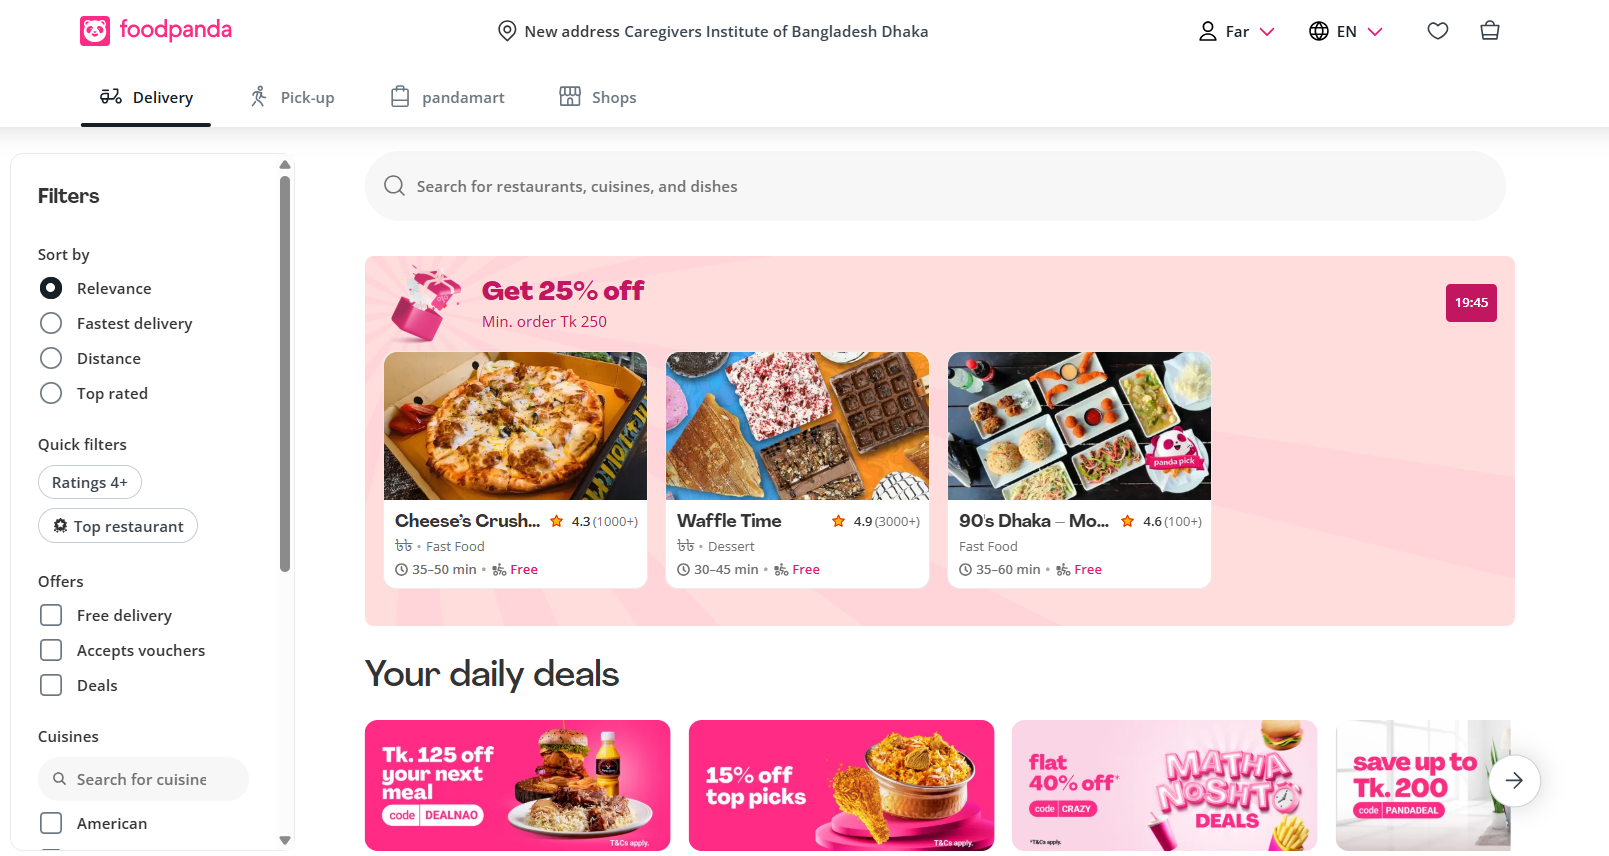 foodpanda
New address Caregivers Institute of Bangladesh Dhaka
Far
EN
Delivery
Pick-up
pandamart
Shops
Filters
Sort by
Relevance
Fastest delivery
Distance
Top rated
Quick filters
Ratings 4+
Top restaurant
Offers
Free delivery
Accepts vouchers
Deals
Cuisines
Search for cuisine
American
Search for restaurants, cuisines, and dishes
Get 25% off
Min. order Tk 250
19:45
Cheese's Crush... 4.3 (1000+)
৳৳ • Fast Food
35–50 min • Free
Waffle Time 4.9 (3000+)
৳৳ • Dessert
30–45 min • Free
panda pick
90's Dhaka – Mo... 4.6 (100+)
Fast Food
35–60 min • Free
Your daily deals
Tk. 125 off
your next
meal
code DEALNAO
T&Cs apply.
15% off
top picks
T&Cs apply.
flat
40% off*
code CRAZY
*T&Cs apply.
MATHA
NOSHTO
DEALS
save up to
Tk. 200
code PANDADEAL